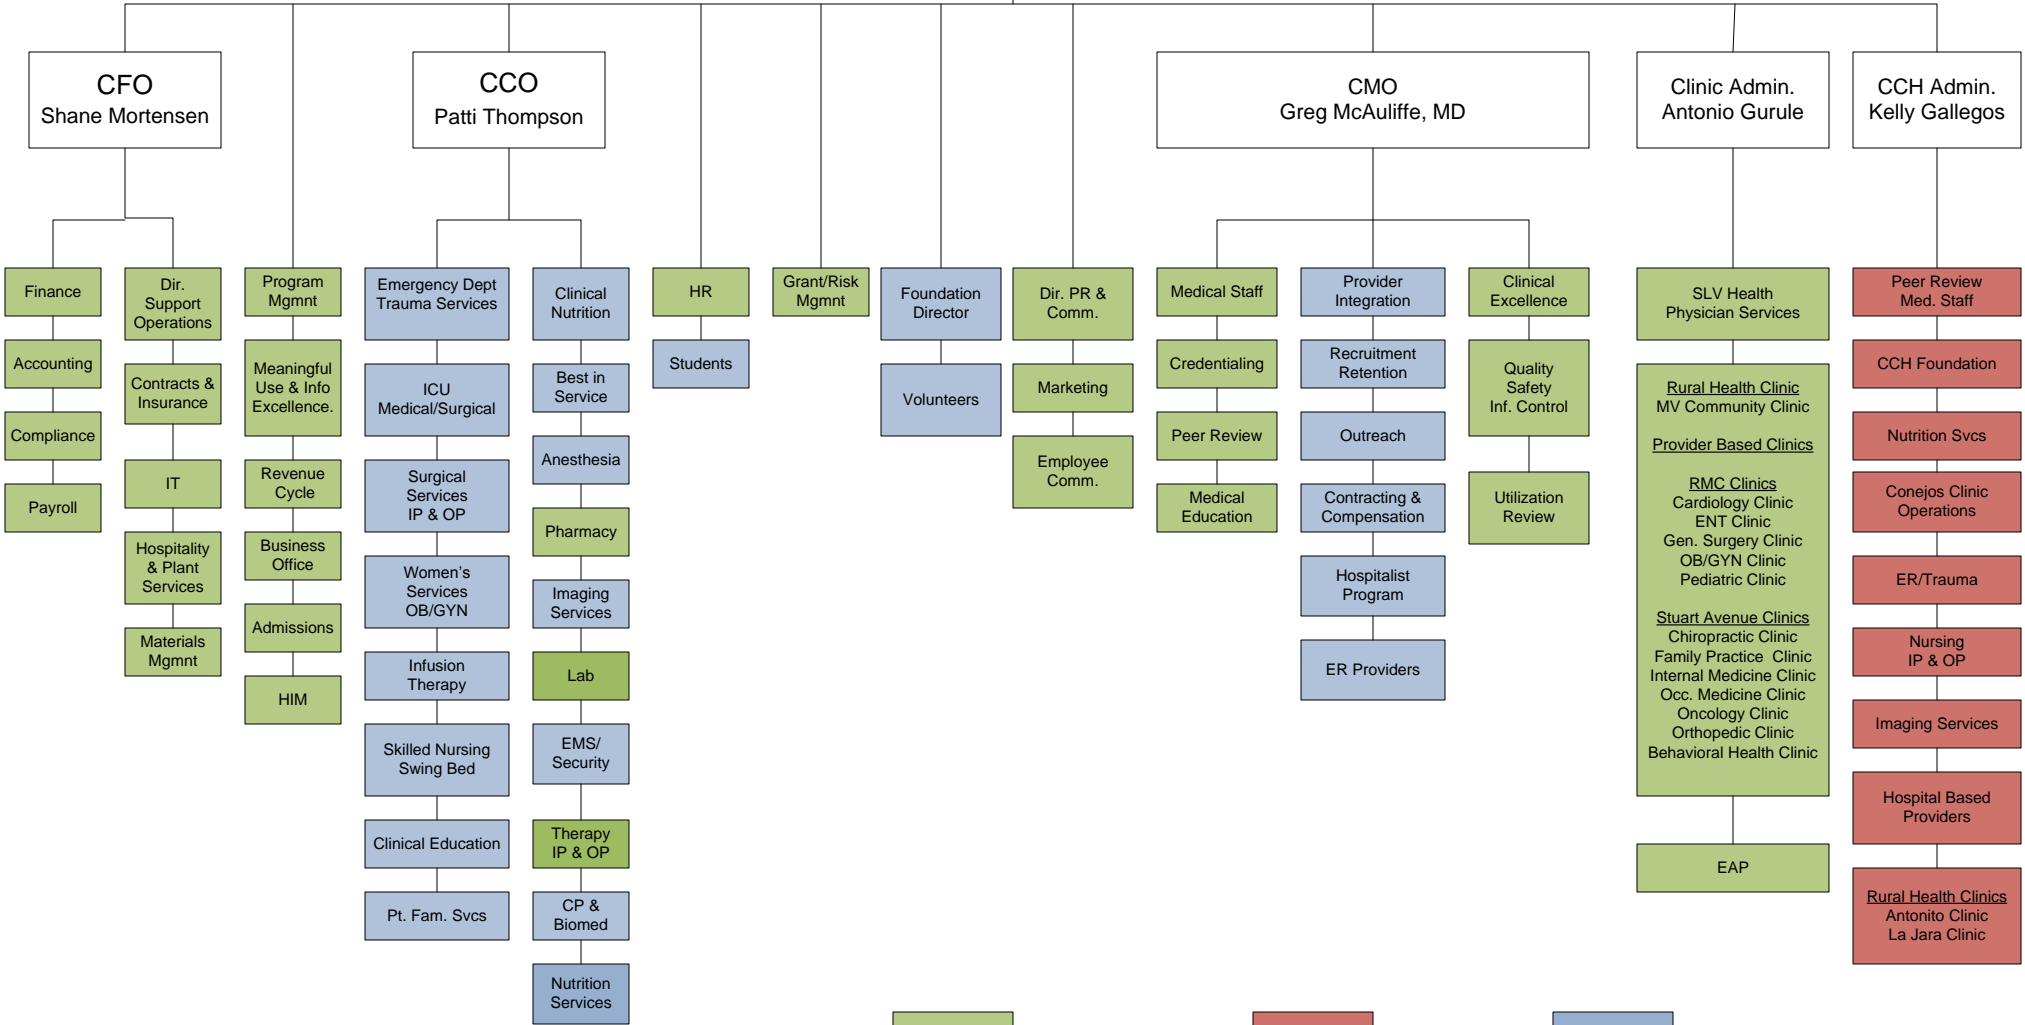 CFO
Shane Mortensen
CCO
Patti Thompson
CMO
Greg McAuliffe, MD
Clinic Admin.
Antonio Gurule
CCH Admin.
Kelly Gallegos
Finance
Accounting
Compliance
Payroll
Dir.
Support
Operations
Contracts &
Insurance
IT
Hospitality
& Plant
Services
Materials
Mgmnt
Program
Mgmnt
Meaningful
Use & Info
Excellence.
Revenue
Cycle
Business
Office
Admissions
HIM
Emergency Dept
Trauma Services
ICU
Medical/Surgical
Surgical
Services
IP & OP
Women's
Services
OB/GYN
Infusion
Therapy
Skilled Nursing
Swing Bed
Clinical Education
Pt. Fam. Svcs
Clinical
Nutrition
Best in
Service
Anesthesia
Pharmacy
Imaging
Services
Lab
EMS/
Security
Therapy
IP & OP
CP &
Biomed
Nutrition
Services
HR
Students
Grant/Risk
Mgmnt
Foundation
Director
Volunteers
Dir. PR &
Comm.
Marketing
Employee
Comm.
Medical Staff
Credentialing
Peer Review
Medical
Education
Provider
Integration
Recruitment
Retention
Outreach
Contracting &
Compensation
Hospitalist
Program
ER Providers
Clinical
Excellence
Quality
Safety
Inf. Control
Utilization
Review
SLV Health
Physician Services
Rural Health Clinic
MV Community Clinic
Provider Based Clinics
RMC Clinics
Cardiology Clinic
ENT Clinic
Gen. Surgery Clinic
OB/GYN Clinic
Pediatric Clinic
Stuart Avenue Clinics
Chiropractic Clinic
Family Practice Clinic
Internal Medicine Clinic
Occ. Medicine Clinic
Oncology Clinic
Orthopedic Clinic
Behavioral Health Clinic
EAP
Peer Review
Med. Staff
CCH Foundation
Nutrition Svcs
Conejos Clinic
Operations
ER/Trauma
Nursing
IP & OP
Imaging Services
Hospital Based
Providers
Rural Health Clinics
Antonito Clinic
La Jara Clinic